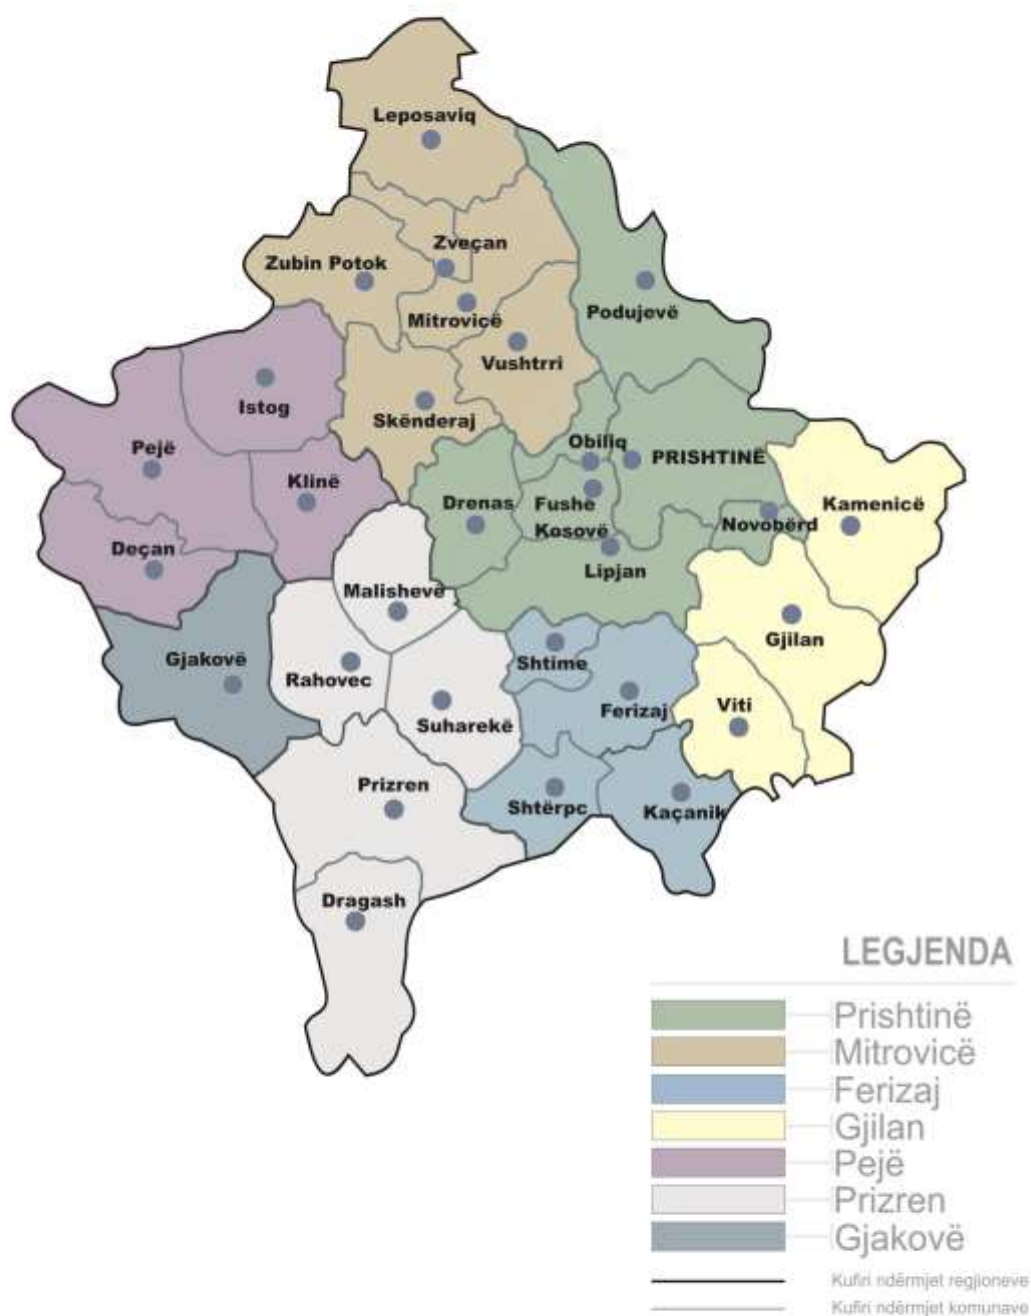 Leposaviq
Zveçan
Zubin Potok
Mitrovicë
Podujevë
Vushtrri
Istog
Skënderaj
Pejë
Obiliq
PRISHTINË
Klinë
Drenas
Fushe
Kosovë
Novobërd
Kamenicë
Deçan
Lipjan
Malishevë
Gjilan
Gjakovë
Rahovec
Shtime
Suharekë
Ferizaj
Viti
Prizren
Shtërpc
Kaçanik
Dragash
LEGJENDA
Prishtinë
Mitrovicë
Ferizaj
Gjilan
Pejë
Prizren
Gjakovë
Kufiri ndërmjet regjioneve
Kufiri ndërmjet komunave